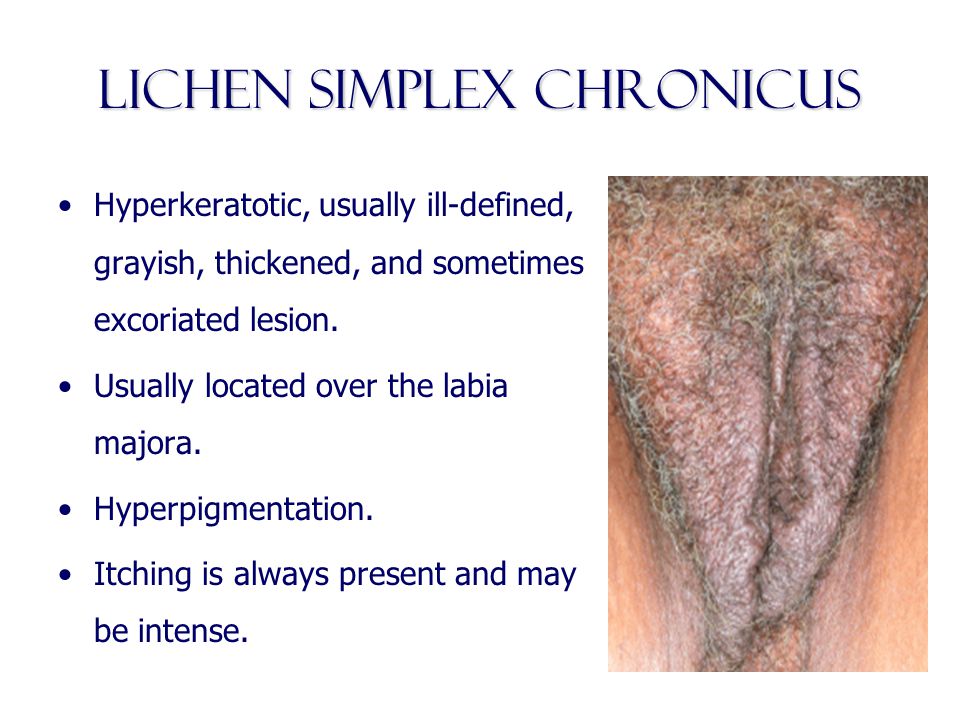 LICHEN SIMPLEX CHRONICUS
• Hyperkeratotic, usually ill-defined,
grayish, thickened, and sometimes
excoriated lesion.
• Usually located over the labia
majora.
• Hyperpigmentation.
• Itching is always present and may
be intense.